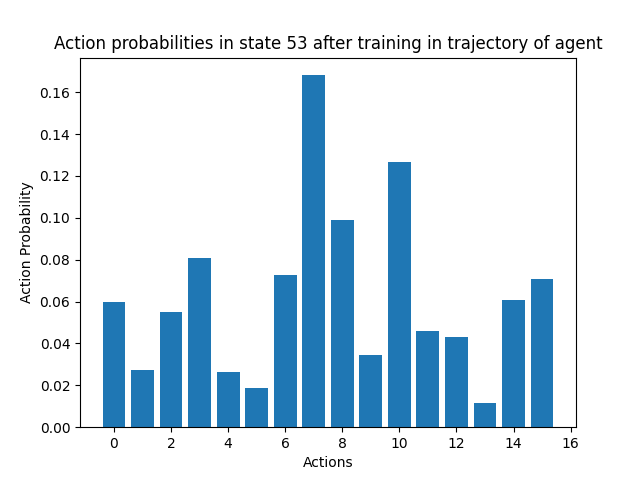 Action probabilities in state 53 after training in trajectory of agent
0.16
0.14
0.12
0.10
0.08
0.06
0.04
0.02
0.00
Action Probability
0 2 4 6 8 10 12 14 16
Actions